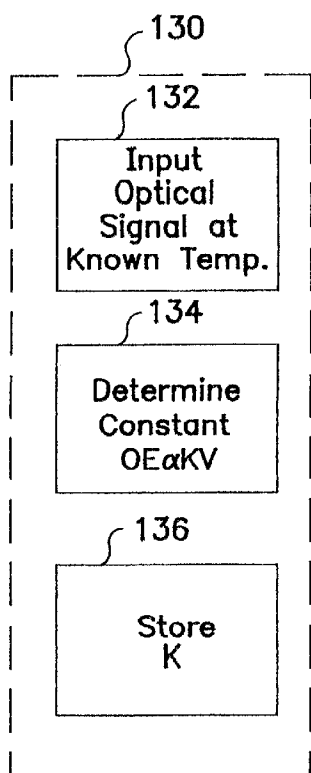 130
132
Input
Optical
Signal at
Known Temp.
134
Determine
Constant
OEαKV
136
Store
K